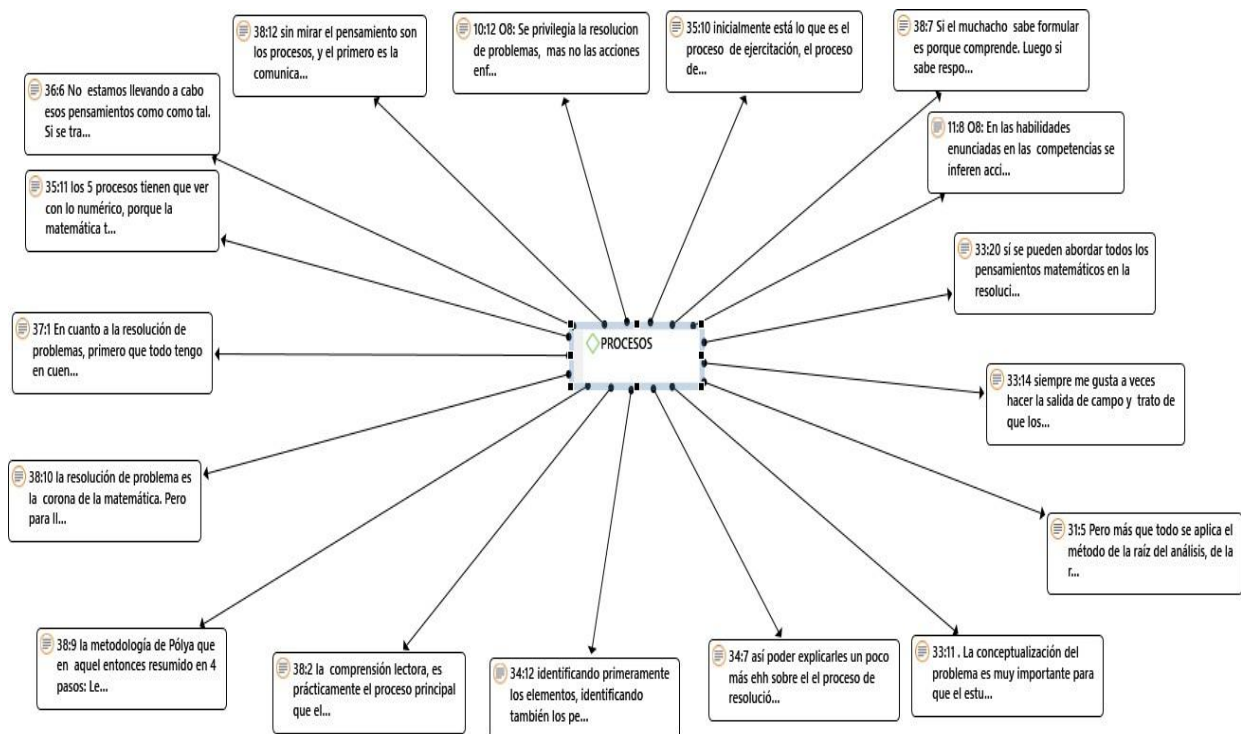 38:12 sin mirar el pensamiento son
los procesos, y el primero es la
comunica...
10:12 O8: Se privilegia la resolucion
de problemas, mas no las acciones
enf...
35:10 inicialmente está lo que es el
proceso de ejercitación, el proceso
de...
38:7 Si el muchacho sabe formular
es porque comprende. Luego si
sabe respo...
36:6 No estamos llevando a cabo
esos pensamientos como como tal.
Si se tra...
11:8 O8: En las habilidades
enunciadas en las competencias se
infieren acci...
35:11 los 5 procesos tienen que ver
con lo numérico, porque la
matemática t...
33:20 sí se pueden abordar todos los
pensamientos matemáticos en la
resoluci...
37:1 En cuanto a la resolución de
problemas, primero que todo tengo
en cuen...
PROCESOS
33:14 siempre me gusta a veces
hacer la salida de campo y trato de
que los...
38:10 la resolución de problema es
la corona de la matemática. Pero
para ll...
31:5 Pero más que todo se aplica el
método de la raíz del análisis, de la
r...
38:9 la metodología de Pólya que
en aquel entonces resumido en 4
pasos: Le...
38:2 la comprensión lectora, es
prácticamente el proceso principal
que el...
34:12 identificando primeramente
los elementos, identificando
también los pe...
34:7 así poder explicarles un poco
más ehh sobre el el proceso de
resolució...
33:11 . La conceptualización del
problema es muy importante para
que el estu...